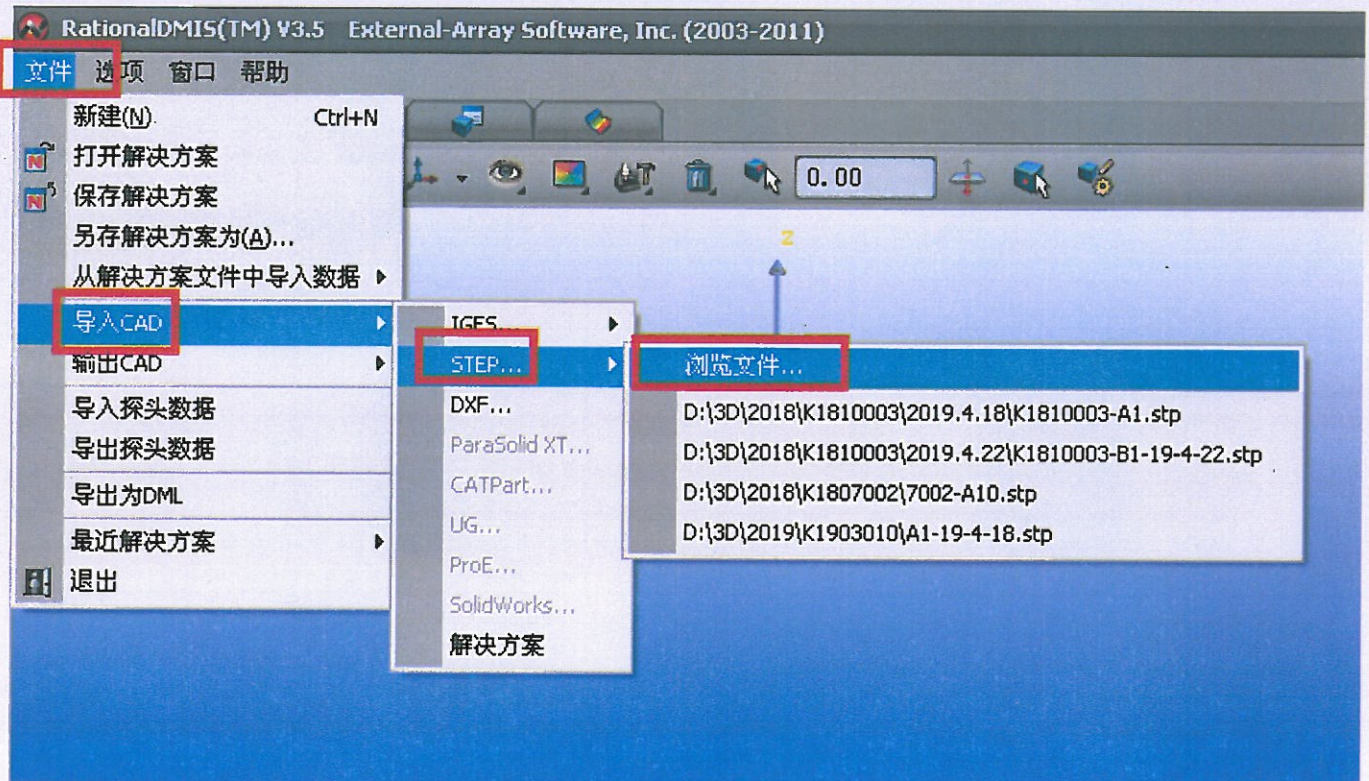 RationalDMIS(TM) V3.5 External-Array Software, Inc. (2003-2011)
文件 选项 窗口 帮助
新建(N) Ctrl+N
打开解决方案
保存解决方案
另存解决方案为(A)...
从解决方案文件中导入数据
导入CAD
输出CAD
导入探头数据
导出探头数据
导出为DML
最近解决方案
退出
IGES...
STEP...
DXF...
ParaSolid XT...
CATPart...
UG...
ProE...
SolidWorks...
解决方案
浏览文件...
D:\3D\2018\K1810003\2019.4.18\K1810003-A1.stp
D:\3D\2018\K1810003\2019.4.22\K1810003-B1-19-4-22.stp
D:\3D\2018\K1807002\7002-A10.stp
D:\3D\2019\K1903010\A1-19-4-18.stp
0.00
Z